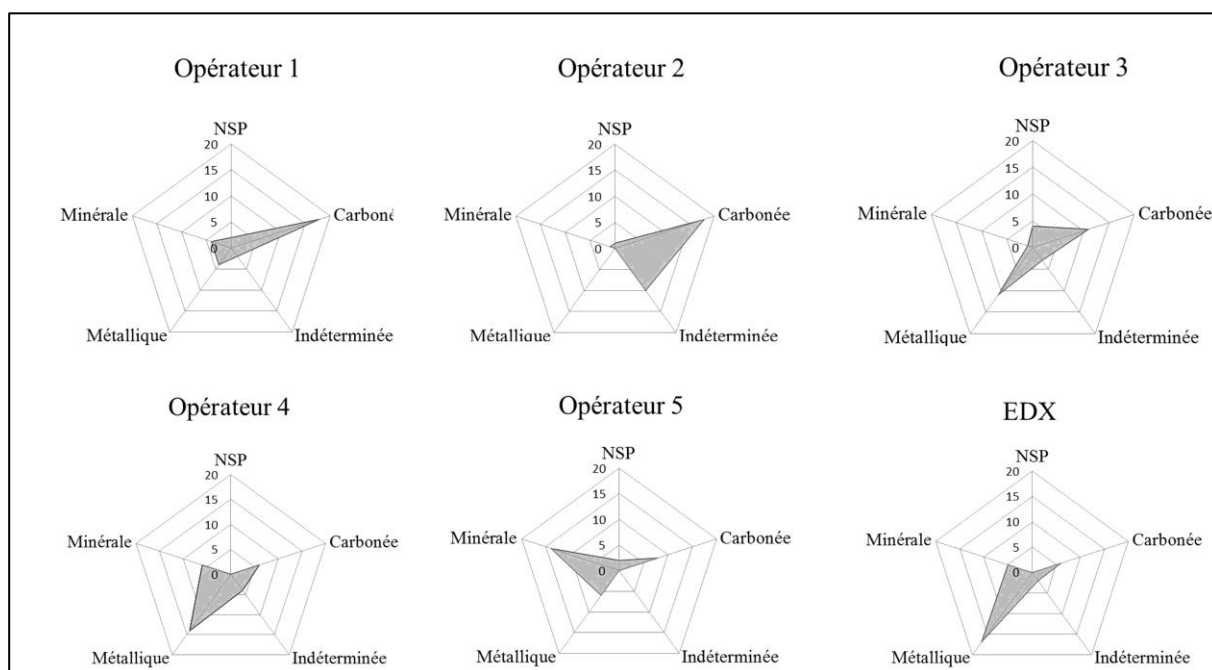 Opérateur 1
NSP
20
15
10
5
0
Minérale
Carboné
Métallique
Indéterminée
Opérateur 2
NSP
20
15
10
5
0
Minérale
Carbonée
Métallique
Indéterminée
Opérateur 3
NSP
20
15
10
5
0
Minérale
Carbonée
Métallique
Indéterminée
Opérateur 4
NSP
20
15
10
5
0
Minérale
Carbonée
Métallique
Indéterminée
Opérateur 5
NSP
20
15
10
5
0
Minérale
Carbonée
Métallique
Indéterminée
EDX
NSP
20
15
10
5
0
Minérale
Carbonée
Métallique
Indéterminée